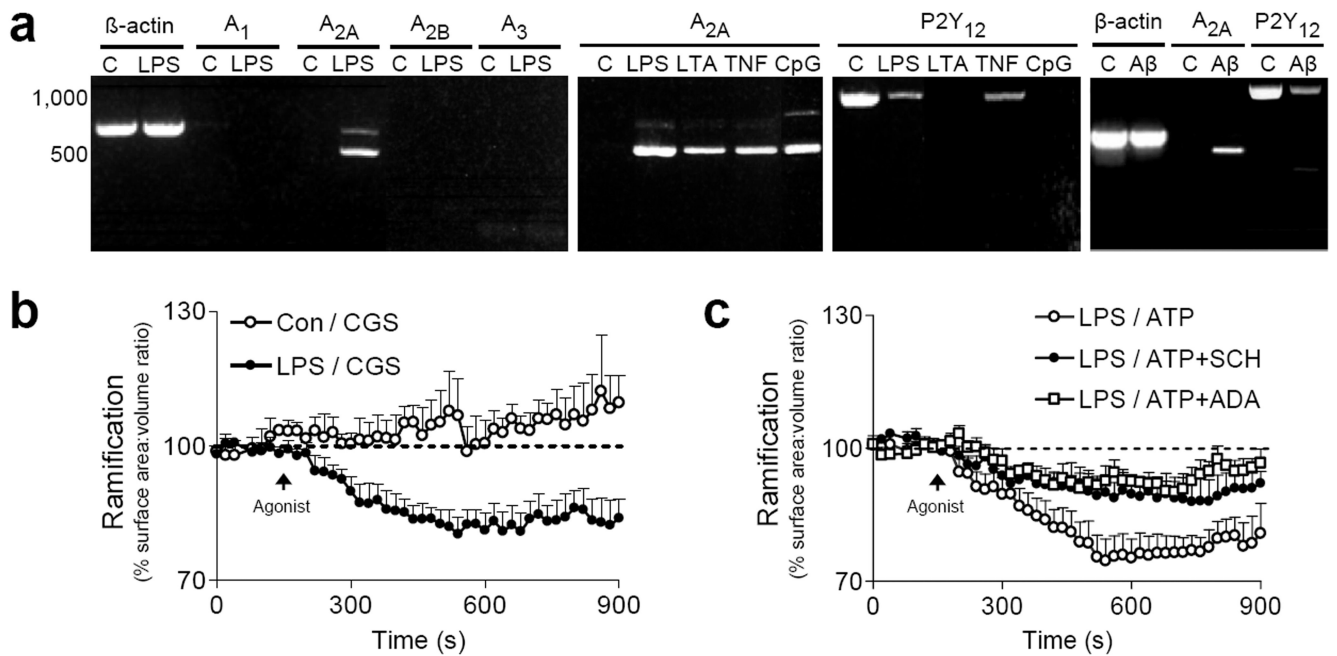 a
ß-actin A1 A2A A2B A3 A2A P2Y12 β-actin A2A P2Y12
C LPS C LPS C LPS C LPS C LPS C LPS LTA TNF CpG C LPS LTA TNF CpG C Aβ C Aβ C Aβ
1,000
500
b
130
100
70
Ramification
(% surface area:volume ratio)
Con / CGS
LPS / CGS
Agonist
0 300 600 900
Time (s)
c
130
100
70
Ramification
(% surface area:volume ratio)
LPS / ATP
LPS / ATP+SCH
LPS / ATP+ADA
Agonist
0 300 600 900
Time (s)